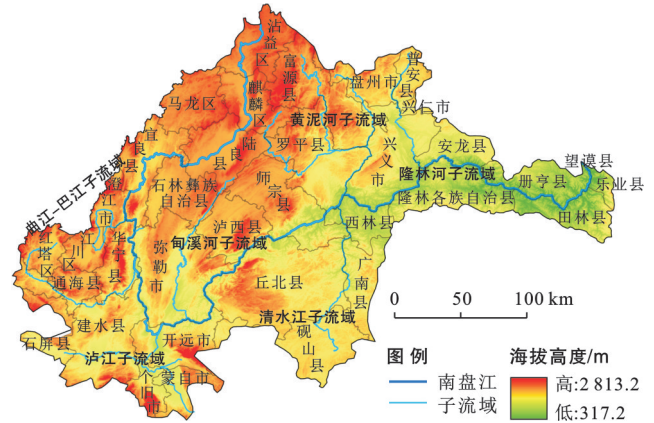 沾益区
富源县
麒麟区
马龙区
盘州市
普安县
兴仁市
黄泥河子流域
宜良县
陆良县
罗平县
兴义市
安龙县
望谟县
曲江-巴江子流域
澄江市
石林彝族
自治县
师宗县
隆林河子流域
册亨县
乐业县
隆林各族自治县
田林县
泸西县
西林县
红塔区
江川区
华宁县
甸溪河子流域
弥勒市
通海县
丘北县
广南县
0 50 100 km
建水县
清水江子流域
砚山县
石屏县
开远市
泸江子流域
蒙自市
个旧市
图 例
南盘江
子流域
海拔高度/m
高:2 813.2
低:317.2